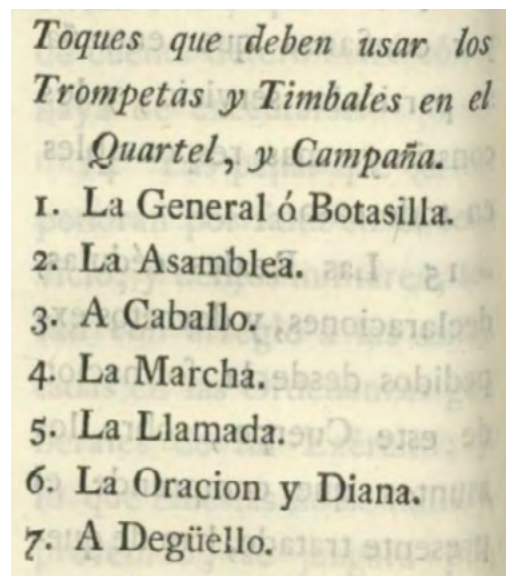 Toques que deben usar los
Trompetas y Timbales en el
Quartel, y Campaña.
1. La General ó Botasilla.
2. La Asamblea.
3. A Caballo.
4. La Marcha.
5. La Llamada.
6. La Oracion y Diana.
7. A Degüello.